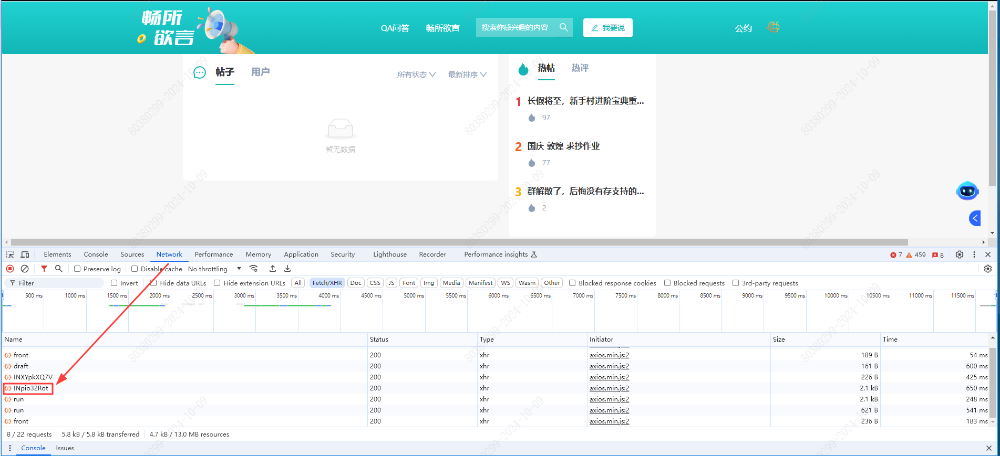 畅所
欲言
QA问答 畅所欲言 搜索你感兴趣的内容 我要说 公约
帖子 用户 所有状态 最新排序
暂无数据
热帖 热评
1 长假将至，新手村进阶宝典重...
97
2 国庆 敦煌 求抄作业
77
3 群解散了，后悔没有存支持的...
2
80380299-2024-10-09
Elements Console Sources Network Performance Memory Application Security Lighthouse Recorder Performance insights 7 459 8
Preserve log Disable cache No throttling
Filter Invert Hide data URLs Hide extension URLs All Fetch/XHR Doc CSS JS Font Img Media Manifest WS Wasm Other Blocked response cookies Blocked requests 3rd-party requests
500 ms 1000 ms 1500 ms 2000 ms 2500 ms 3000 ms 3500 ms 4000 ms 4500 ms 5000 ms 5500 ms 6000 ms 6500 ms 7000 ms 7500 ms 8000 ms 8500 ms 9000 ms 9500 ms 10000 ms 10500 ms 11000 ms 11500 ms
Name Status Type Initiator Size Time
front 200 xhr axios.min.js:2 189 B 54 ms
draft 200 xhr axios.min.js:2 161 B 600 ms
INXYpkXQ7V 200 xhr axios.min.js:2 226 B 425 ms
INpio32Rot 200 xhr axios.min.js:2 2.1 kB 650 ms
run 200 xhr axios.min.js:2 2.1 kB 248 ms
run 200 xhr axios.min.js:2 621 B 541 ms
front 200 xhr axios.min.js:2 236 B 183 ms
8 / 22 requests 5.8 kB / 5.8 kB transferred 4.7 kB / 13.0 MB resources
Console Issues